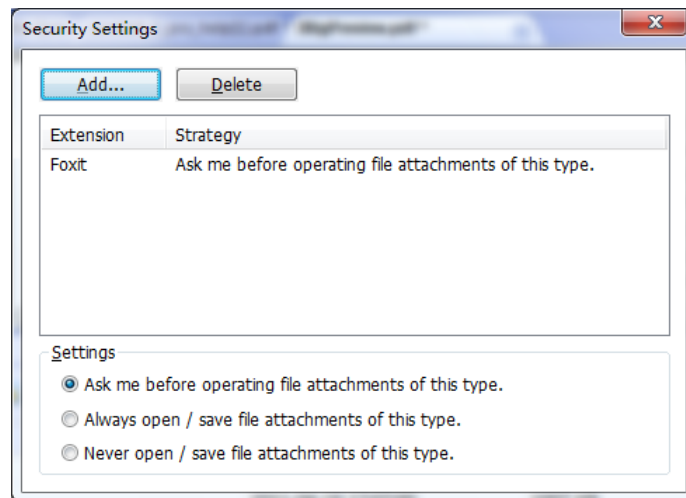 Security Settings
Add... Delete
Extension Strategy
Foxit Ask me before operating file attachments of this type.
Settings
Ask me before operating file attachments of this type.
Always open / save file attachments of this type.
Never open / save file attachments of this type.